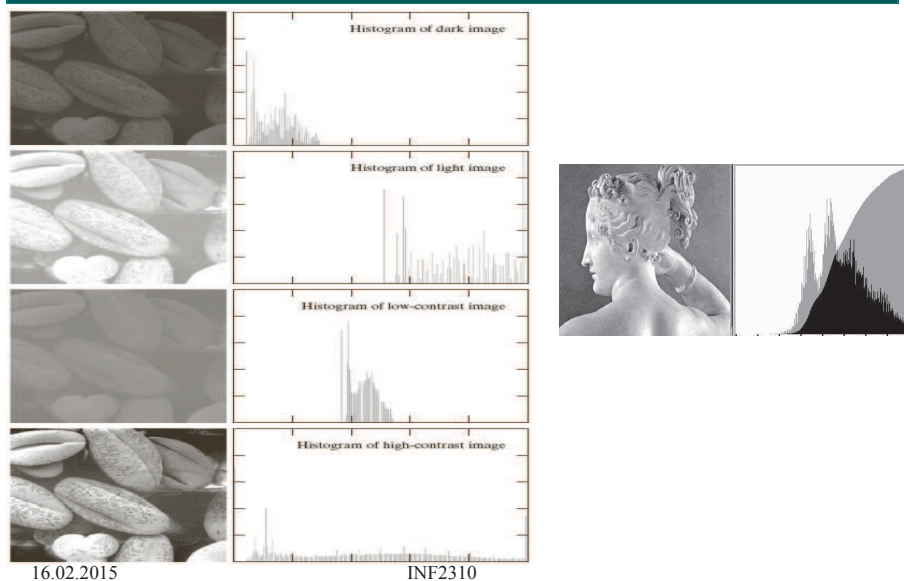 Histogram of dark image
Histogram of light image
Histogram of low-contrast image
Histogram of high-contrast image
16.02.2015
INF2310